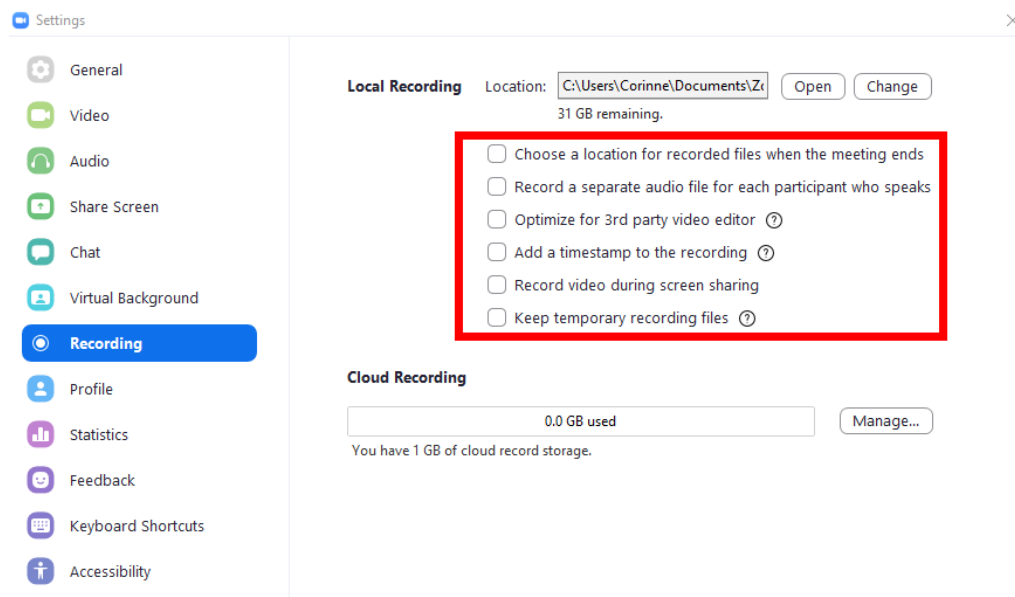 Settings
General
Video
Audio
Share Screen
Chat
Virtual Background
Recording
Profile
Statistics
Feedback
Keyboard Shortcuts
Accessibility
Local Recording Location: C:\Users\Corinne\Documents\Zo Open Change
31 GB remaining.
Choose a location for recorded files when the meeting ends
Record a separate audio file for each participant who speaks
Optimize for 3rd party video editor ?
Add a timestamp to the recording ?
Record video during screen sharing
Keep temporary recording files ?
Cloud Recording
0.0 GB used Manage...
You have 1 GB of cloud record storage.